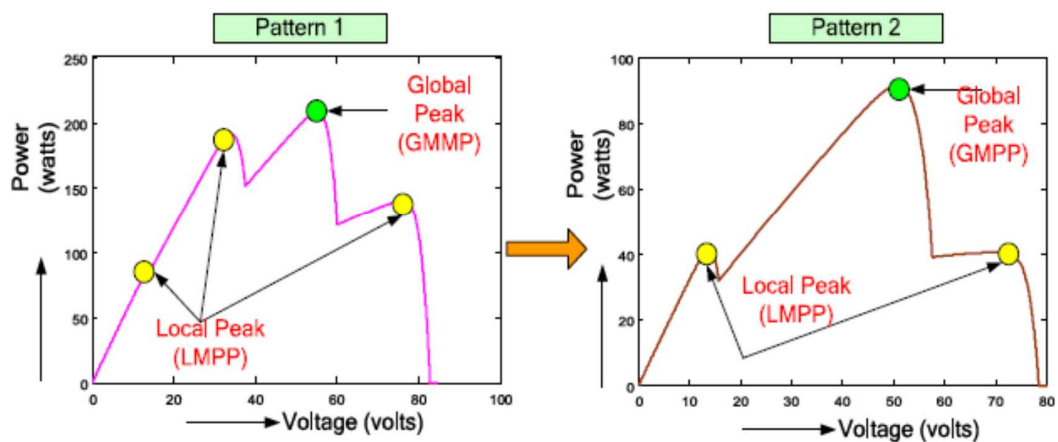 Pattern 1
Pattern 2
250
200
150
100
50
0
Power
(watts)
Global
Peak
(GMMP)
Local Peak
(LMPP)
0
20
40
60
80
100
Voltage (volts)
100
80
60
40
20
0
Power
(watts)
Global
Peak
(GMPP)
Local Peak
(LMPP)
0
10
20
30
40
50
60
70
80
Voltage (volts)